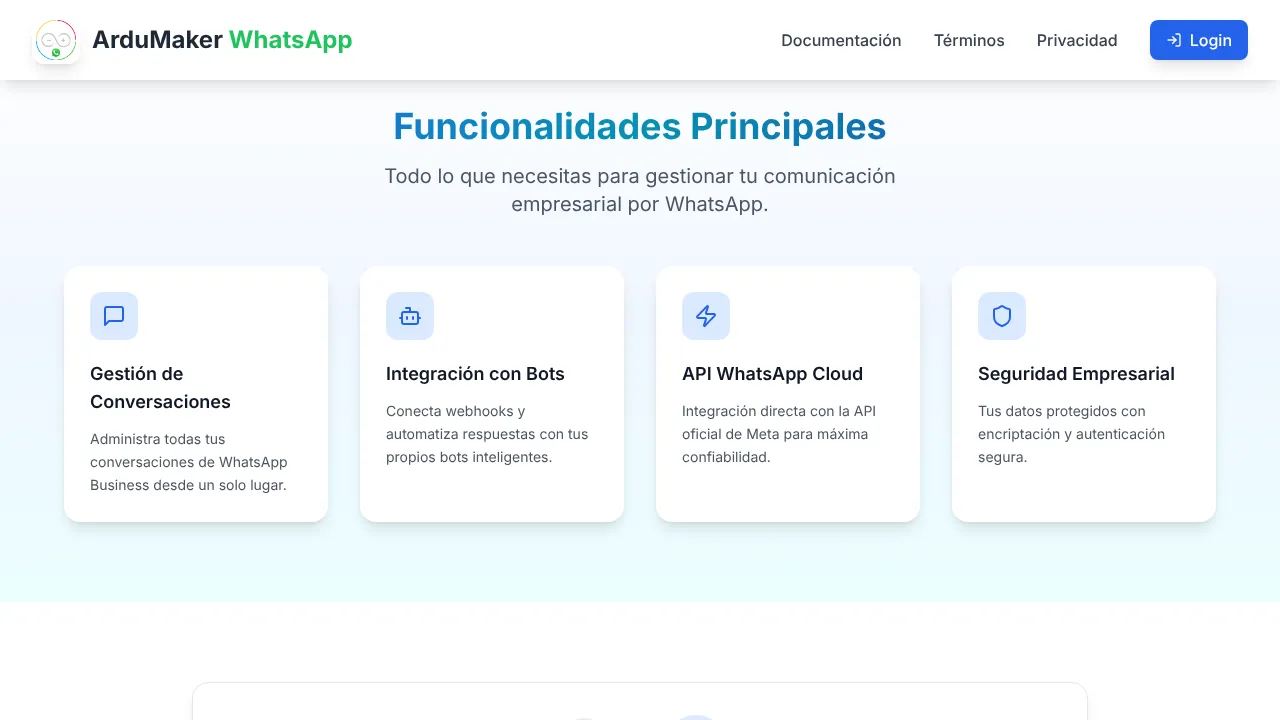 ArduMaker WhatsApp
Documentación
Términos
Privacidad
Login
Funcionalidades Principales
Todo lo que necesitas para gestionar tu comunicación
empresarial por WhatsApp.
Gestión de
Conversaciones
Administra todas tus
conversaciones de WhatsApp
Business desde un solo lugar.
Integración con Bots
Conecta webhooks y
automatiza respuestas con tus
propios bots inteligentes.
API WhatsApp Cloud
Integración directa con la API
oficial de Meta para máxima
confiabilidad.
Seguridad Empresarial
Tus datos protegidos con
encriptación y autenticación
segura.